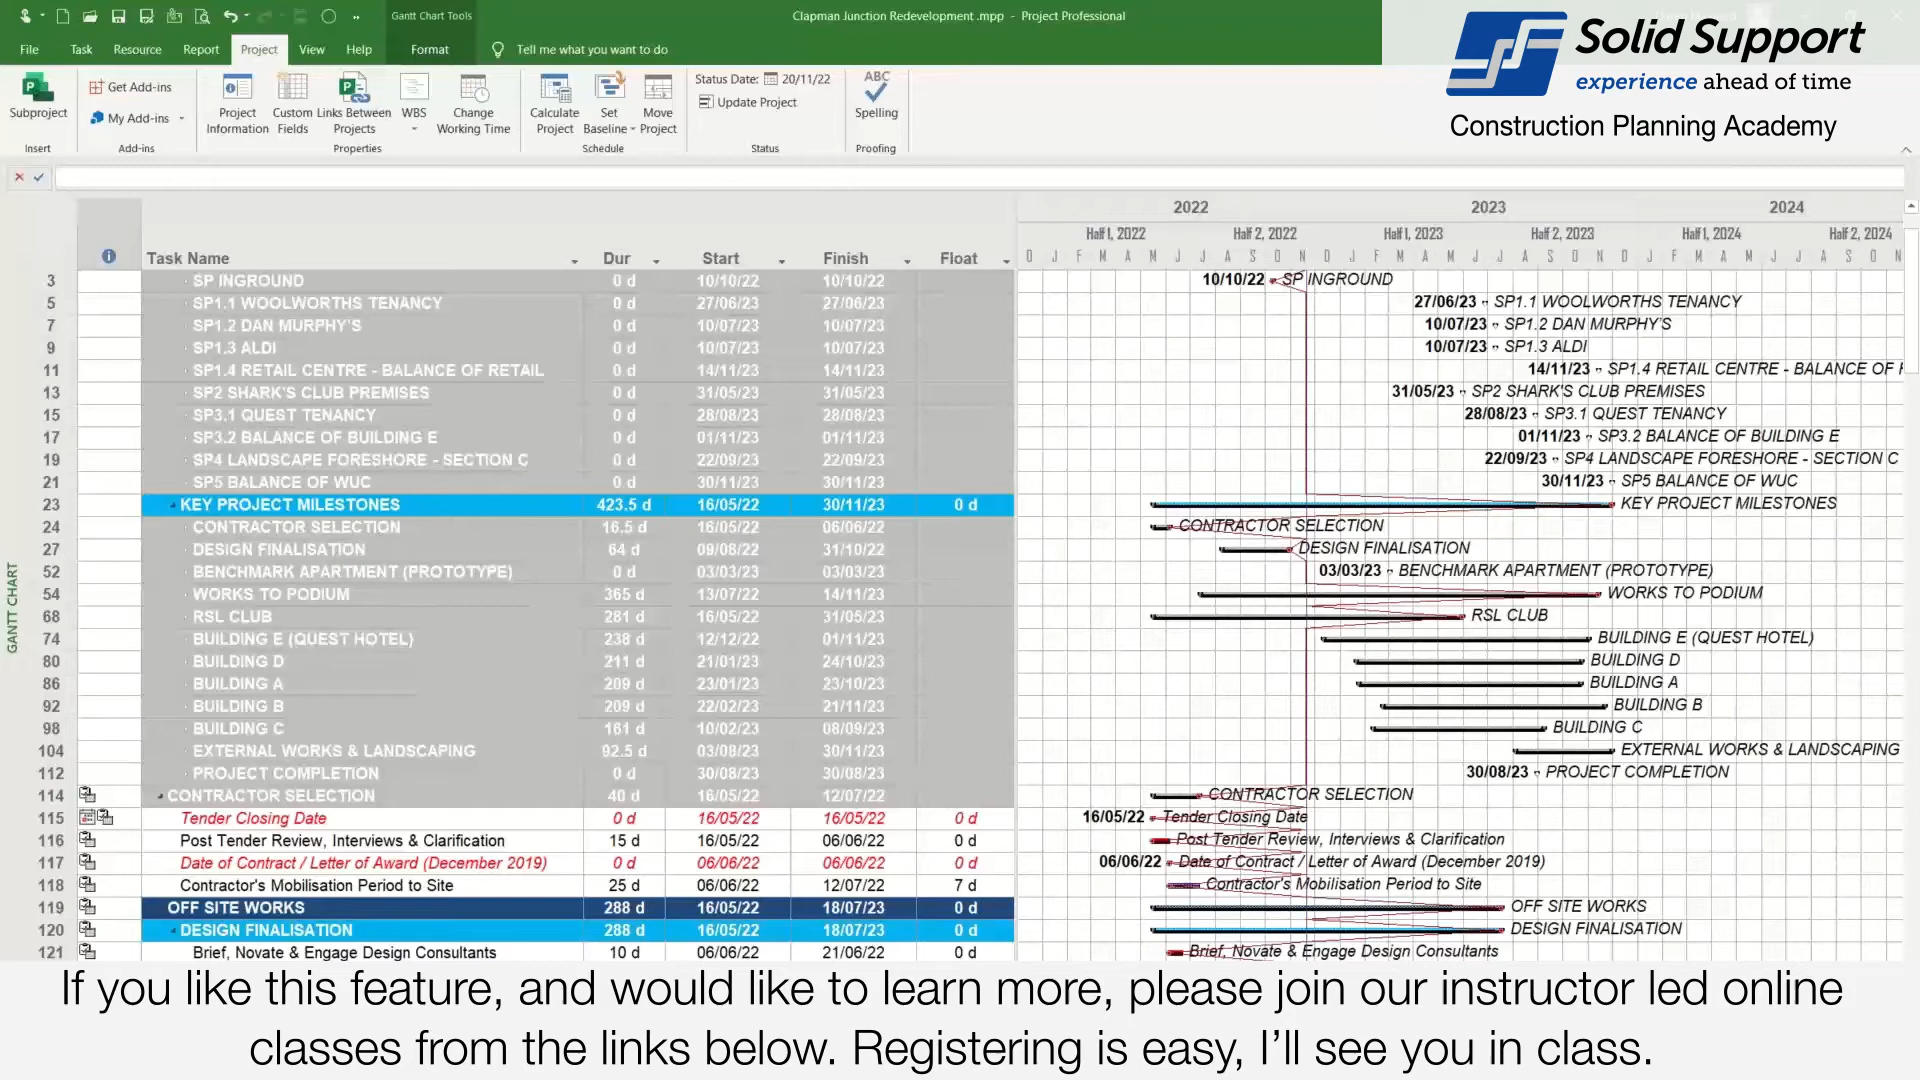 Gantt Chart Tools
Clapman Junction Redevelopment .mpp - Project Professional
File Task Resource Report Project View Help Format Tell me what you want to do
Solid Support
experience ahead of time
Construction Planning Academy
Subproject
Insert
Get Add-ins
My Add-ins
Add-ins
Project Information
Custom Fields
Links Between Projects
WBS
Change Working Time
Properties
Calculate Project
Set Baseline
Move Project
Schedule
Status Date: 20/11/22
Update Project
Status
ABC
Spelling
Proofing
2022 2023 2024
Half 1, 2022 Half 2, 2022 Half 1, 2023 Half 2, 2023 Half 1, 2024 Half 2, 2024
Task Name Dur Start Finish Float
O J F M A M J J A S O N D J F M A M J J A S O N D J F M A M J J A S O N
3 SP INGROUND 0 d 10/10/22 10/10/22
5 SP1.1 WOOLWORTHS TENANCY 0 d 27/06/23 27/06/23
7 SP1.2 DAN MURPHY'S 0 d 10/07/23 10/07/23
9 SP1.3 ALDI 0 d 10/07/23 10/07/23
11 SP1.4 RETAIL CENTRE - BALANCE OF RETAIL 0 d 14/11/23 14/11/23
13 SP2 SHARK'S CLUB PREMISES 0 d 31/05/23 31/05/23
15 SP3.1 QUEST TENANCY 0 d 28/08/23 28/08/23
17 SP3.2 BALANCE OF BUILDING E 0 d 01/11/23 01/11/23
19 SP4 LANDSCAPE FORESHORE - SECTION C 0 d 22/09/23 22/09/23
21 SP5 BALANCE OF WUC 0 d 30/11/23 30/11/23
23 KEY PROJECT MILESTONES 423.5 d 16/05/22 30/11/23 0 d
24 CONTRACTOR SELECTION 16.5 d 16/05/22 06/06/22
27 DESIGN FINALISATION 64 d 09/08/22 31/10/22
52 BENCHMARK APARTMENT (PROTOTYPE) 0 d 03/03/23 03/03/23
54 WORKS TO PODIUM 365 d 13/07/22 14/11/23
68 RSL CLUB 281 d 16/05/22 31/05/23
74 BUILDING E (QUEST HOTEL) 238 d 12/12/22 01/11/23
80 BUILDING D 211 d 21/01/23 24/10/23
86 BUILDING A 209 d 23/01/23 23/10/23
92 BUILDING B 209 d 22/02/23 21/11/23
98 BUILDING C 161 d 10/02/23 08/09/23
104 EXTERNAL WORKS & LANDSCAPING 92.5 d 03/08/23 30/11/23
112 PROJECT COMPLETION 0 d 30/08/23 30/08/23
114 CONTRACTOR SELECTION 40 d 16/05/22 12/07/22
115 Tender Closing Date 0 d 16/05/22 16/05/22 0 d
116 Post Tender Review, Interviews & Clarification 15 d 16/05/22 06/06/22 0 d
117 Date of Contract / Letter of Award (December 2019) 0 d 06/06/22 06/06/22 0 d
118 Contractor's Mobilisation Period to Site 25 d 06/06/22 12/07/22 7 d
119 OFF SITE WORKS 288 d 16/05/22 18/07/23 0 d
120 DESIGN FINALISATION 288 d 16/05/22 18/07/23 0 d
121 Brief, Novate & Engage Design Consultants 10 d 06/06/22 21/06/22 0 d
GANTT CHART
10/10/22 SP INGROUND
27/06/23 SP1.1 WOOLWORTHS TENANCY
10/07/23 SP1.2 DAN MURPHY'S
10/07/23 SP1.3 ALDI
14/11/23 SP1.4 RETAIL CENTRE - BALANCE OF
31/05/23 SP2 SHARK'S CLUB PREMISES
28/08/23 SP3.1 QUEST TENANCY
01/11/23 SP3.2 BALANCE OF BUILDING E
22/09/23 SP4 LANDSCAPE FORESHORE - SECTION C
30/11/23 SP5 BALANCE OF WUC
KEY PROJECT MILESTONES
CONTRACTOR SELECTION
DESIGN FINALISATION
03/03/23 BENCHMARK APARTMENT (PROTOTYPE)
WORKS TO PODIUM
RSL CLUB
BUILDING E (QUEST HOTEL)
BUILDING D
BUILDING A
BUILDING B
BUILDING C
EXTERNAL WORKS & LANDSCAPING
30/08/23 PROJECT COMPLETION
CONTRACTOR SELECTION
16/05/22 Tender Closing Date
Post Tender Review, Interviews & Clarification
06/06/22 Date of Contract / Letter of Award (December 2019)
Contractor's Mobilisation Period to Site
OFF SITE WORKS
DESIGN FINALISATION
Brief, Novate & Engage Design Consultants
If you like this feature, and would like to learn more, please join our instructor led online
classes from the links below. Registering is easy, I'll see you in class.